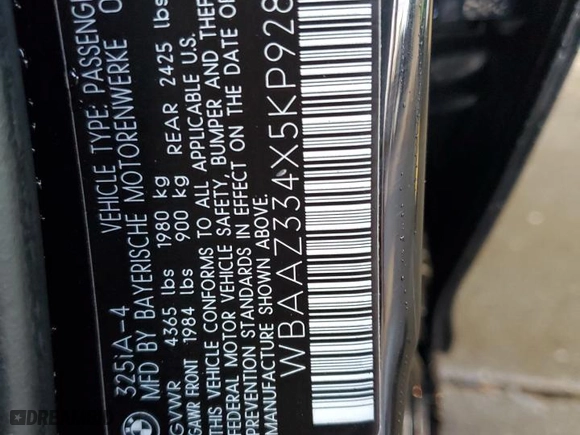 325iA-4 VEHICLE TYPE: PASSENGE
MFD BY BAYERISCHE MOTORENWERKE
GVWR 4365 lbs 1980 kg
GAWR FRONT 1984 lbs 900 kg REAR 2425 lbs
THIS VEHICLE CONFORMS TO ALL APPLICABLE U.S.
FEDERAL MOTOR VEHICLE SAFETY, BUMPER AND THEF
PREVENTION STANDARDS IN EFFECT ON THE DATE O
MANUFACTURE SHOWN ABOVE.
WBAAZ334X5KP928